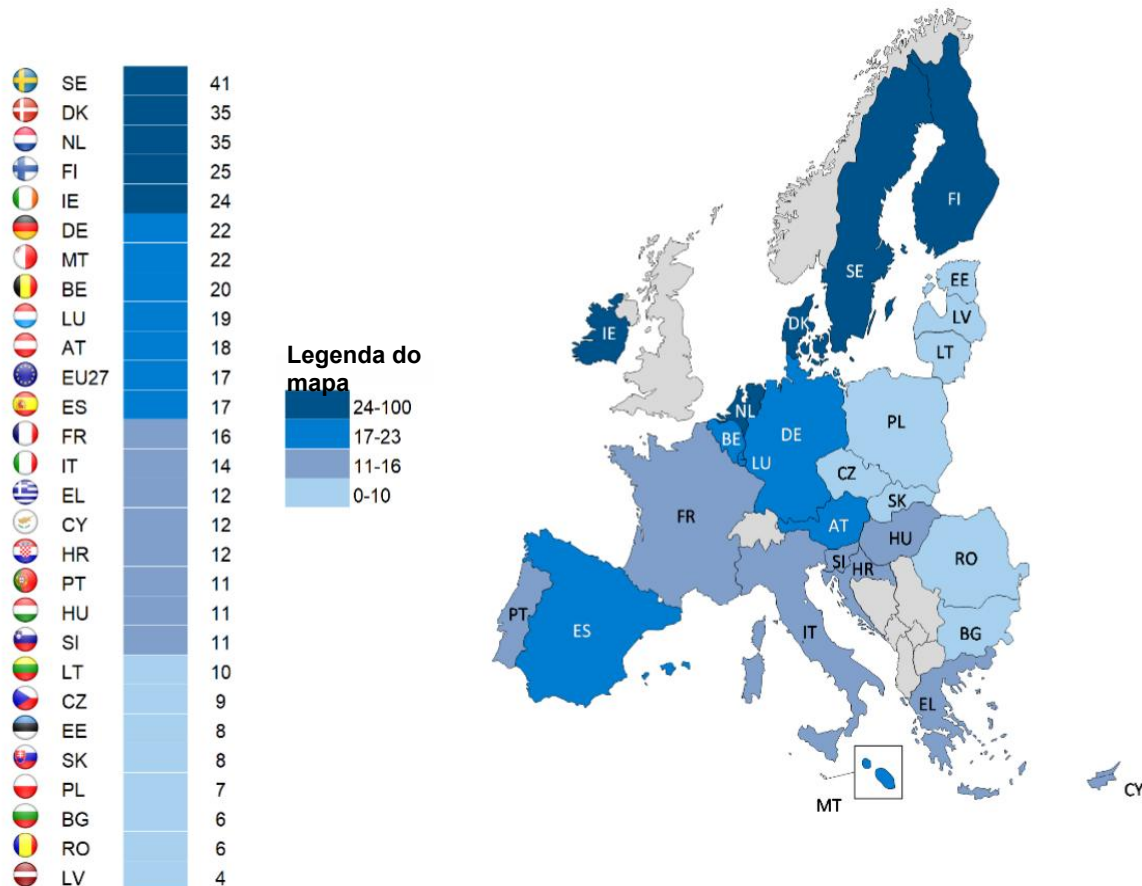 SE 41
DK 35
NL 35
FI 25
IE 24
DE 22
MT 22
BE 20
LU 19
AT 18
EU27 17
ES 17
FR 16
IT 14
EL 12
CY 12
HR 12
PT 11
HU 11
SI 11
LT 10
CZ 9
EE 8
SK 8
PL 7
BG 6
RO 6
LV 4
Legenda do
mapa
24-100
17-23
11-16
0-10
FI
SE
EE
LV
DK
LT
IE
NL
PL
BE
DE
LU
CZ
SK
FR
AT
HU
SI
HR
RO
PT
ES
IT
BG
EL
MT
CY